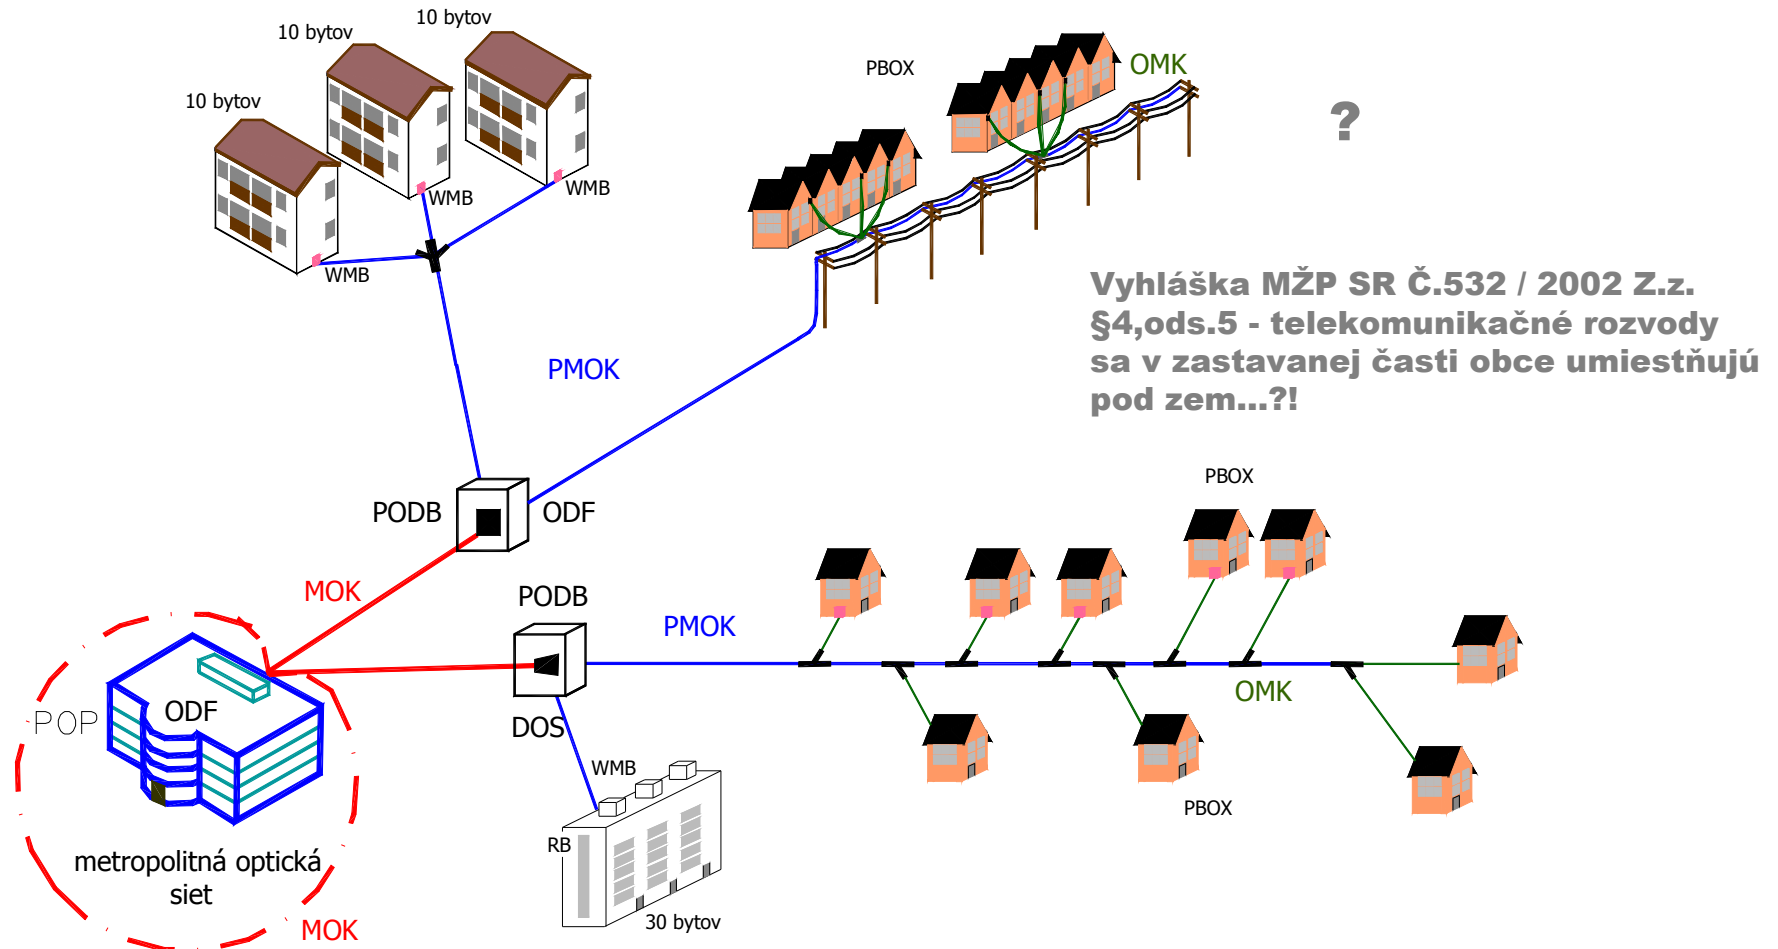 10 bytov
10 bytov
10 bytov
WMB
WMB
WMB
PBOX
OMK
?
Vyhláška MŽP SR Č.532 / 2002 Z.z.
§4,ods.5 - telekomunikačné rozvody
sa v zastavanej časti obce umiestňujú
pod zem...?!
PMOK
PODB
ODF
MOK
PODB
PMOK
PBOX
OMK
PBOX
DOS
WMB
RB
30 bytov
POP
ODF
metropolitná optická
siet
MOK